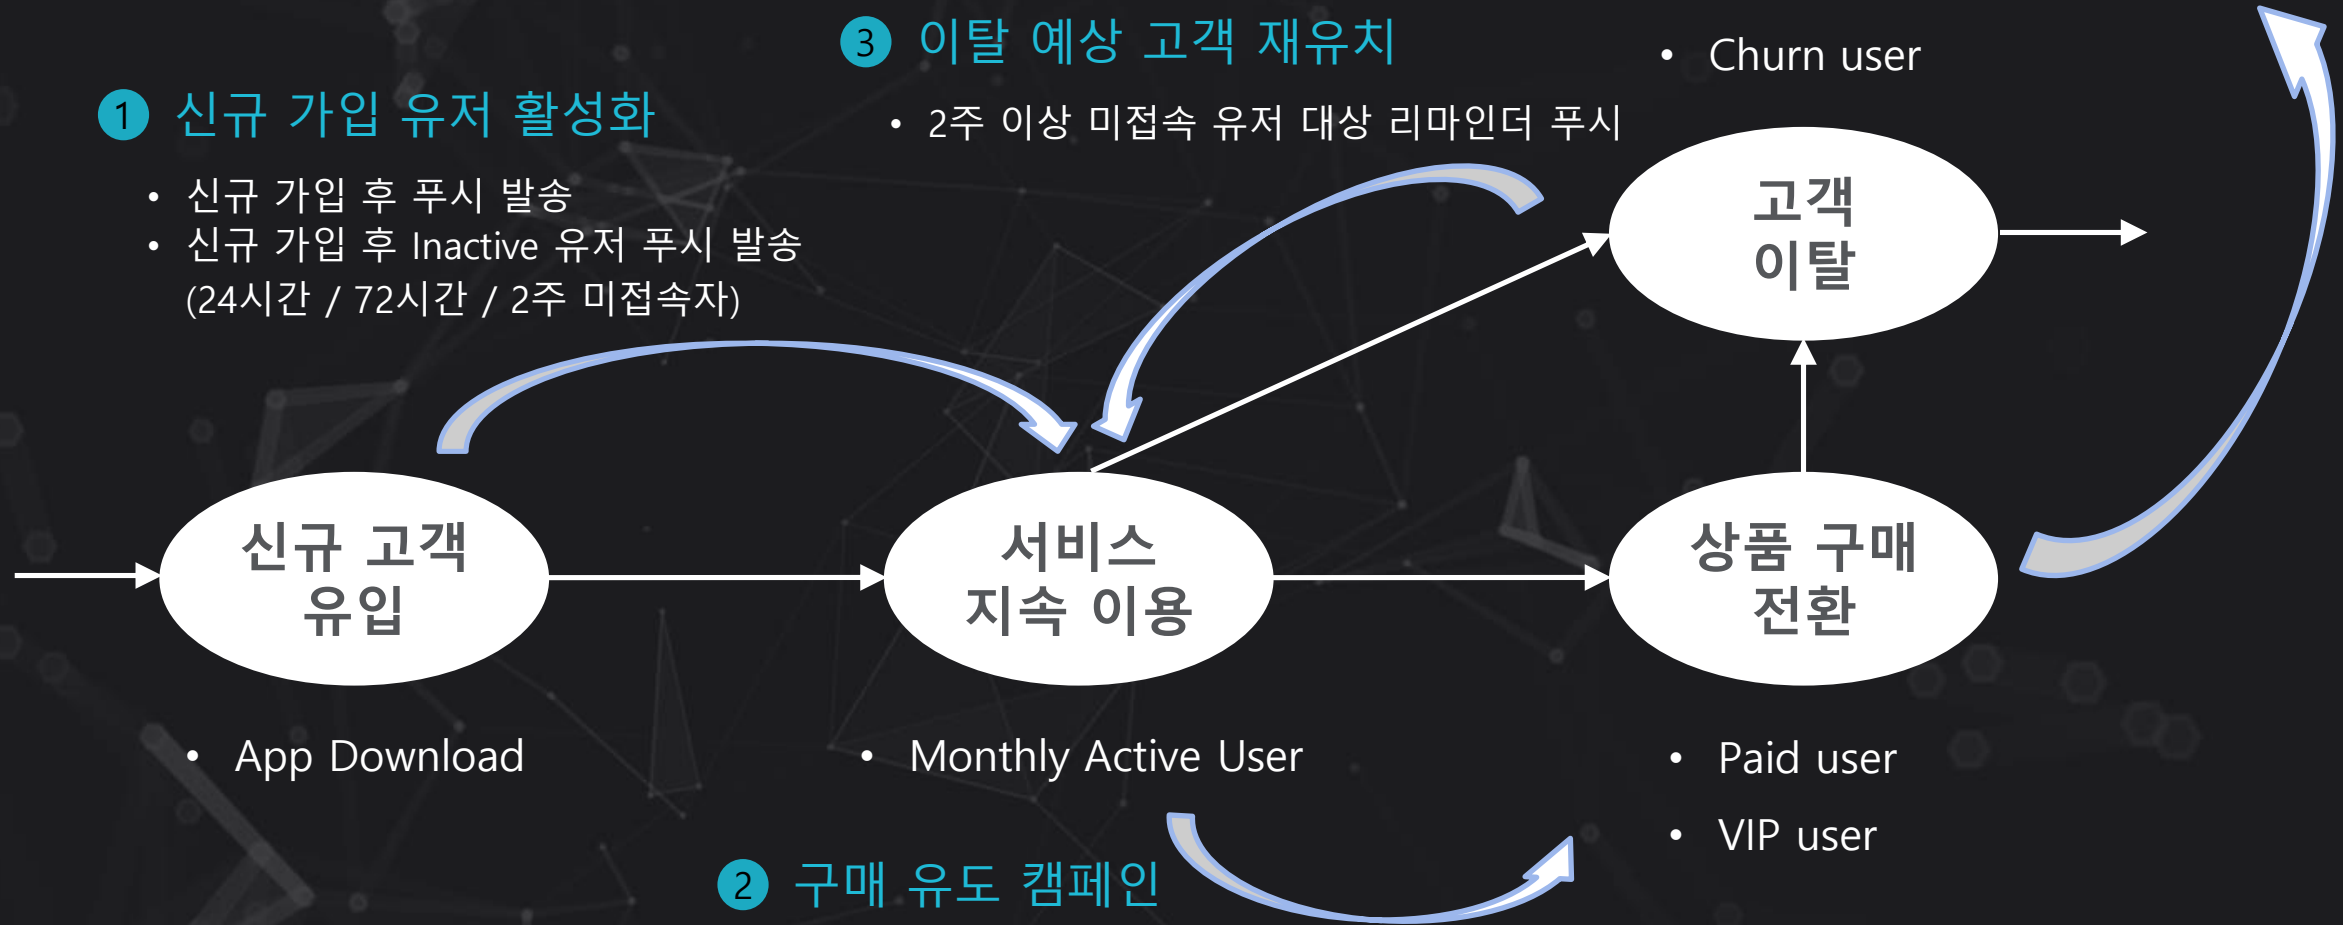 3 이탈 예상 고객 재유치
• 2주 이상 미접속 유저 대상 리마인더 푸시
• Churn user
1 신규 가입 유저 활성화
• 신규 가입 후 푸시 발송
• 신규 가입 후 Inactive 유저 푸시 발송
(24시간 / 72시간 / 2주 미접속자)
고객
이탈
신규 고객
유입
서비스
지속 이용
상품 구매
전환
• App Download
• Monthly Active User
• Paid user
• VIP user
2 구매 유도 캠페인